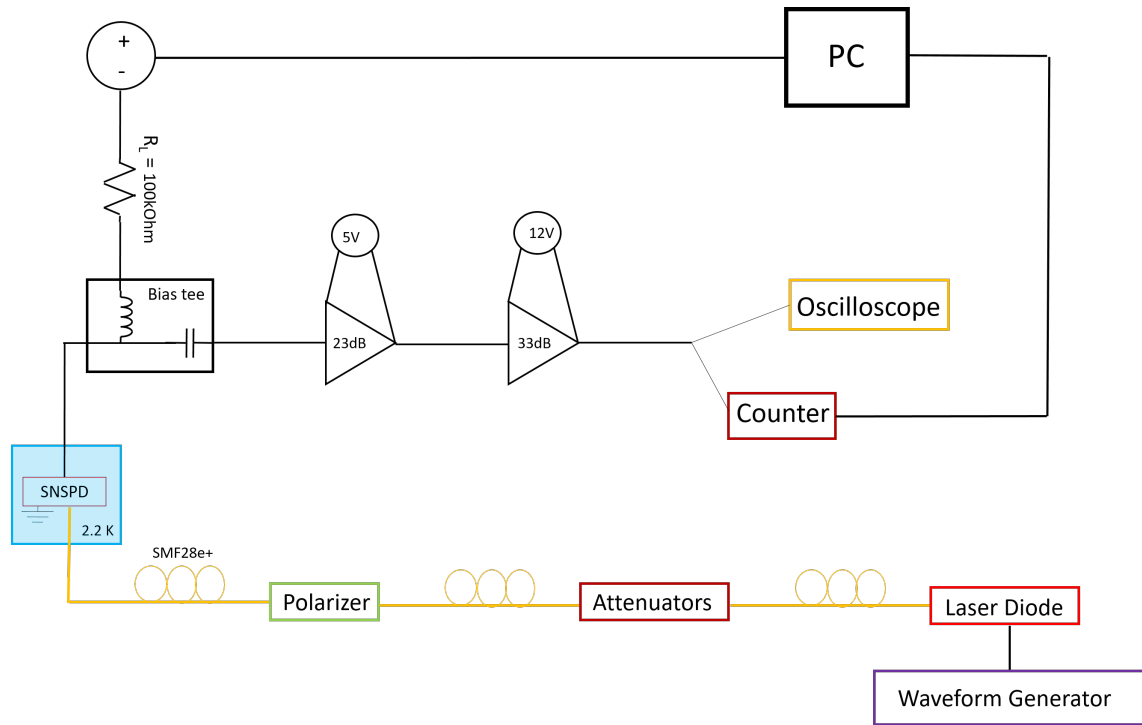 +
-
PC
R_L = 100kOhm
5V
12V
Bias tee
23dB
33dB
Oscilloscope
Counter
SNSPD
2.2 K
SMF28e+
Polarizer
Attenuators
Laser Diode
Waveform Generator